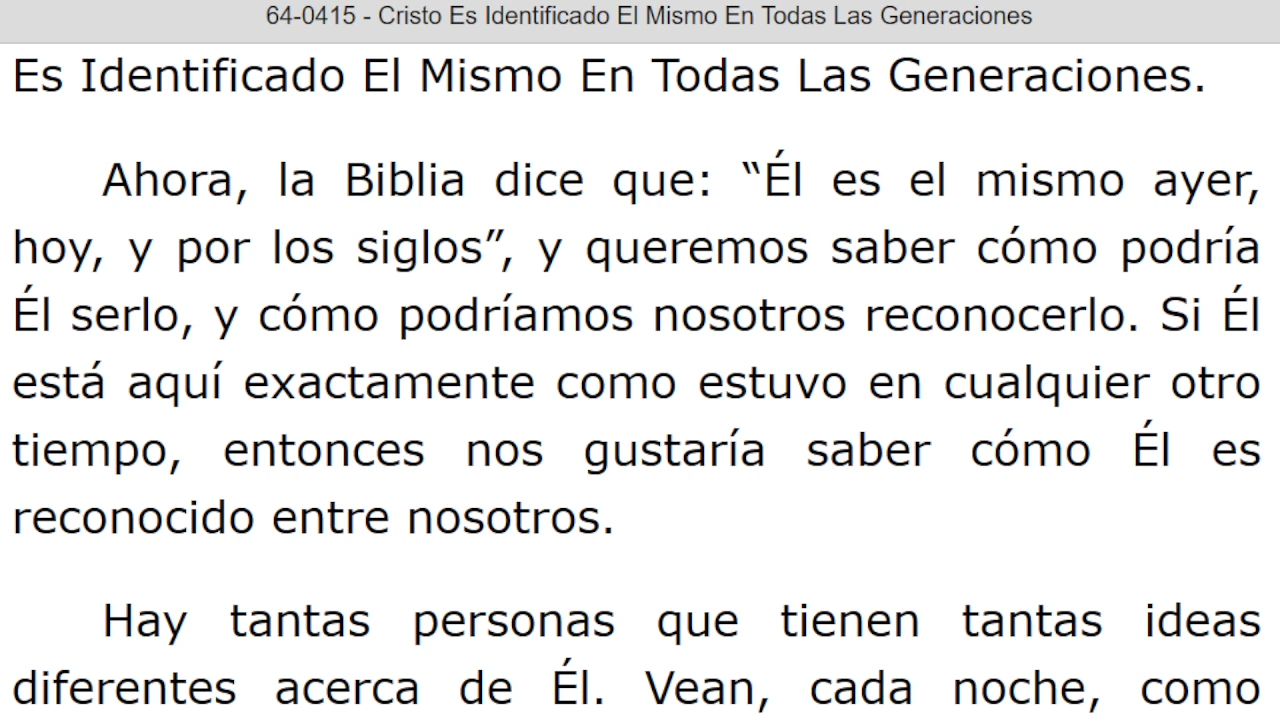 64-0415 - Cristo Es Identificado El Mismo En Todas Las Generaciones
Es Identificado El Mismo En Todas Las Generaciones.
Ahora, la Biblia dice que: “Él es el mismo ayer,
hoy, y por los siglos”, y queremos saber cómo podría
Él serlo, y cómo podríamos nosotros reconocerlo. Si Él
está aquí exactamente como estuvo en cualquier otro
tiempo, entonces nos gustaría saber cómo Él es
reconocido entre nosotros.
Hay tantas personas que tienen tantas ideas
diferentes acerca de Él. Vean, cada noche, como